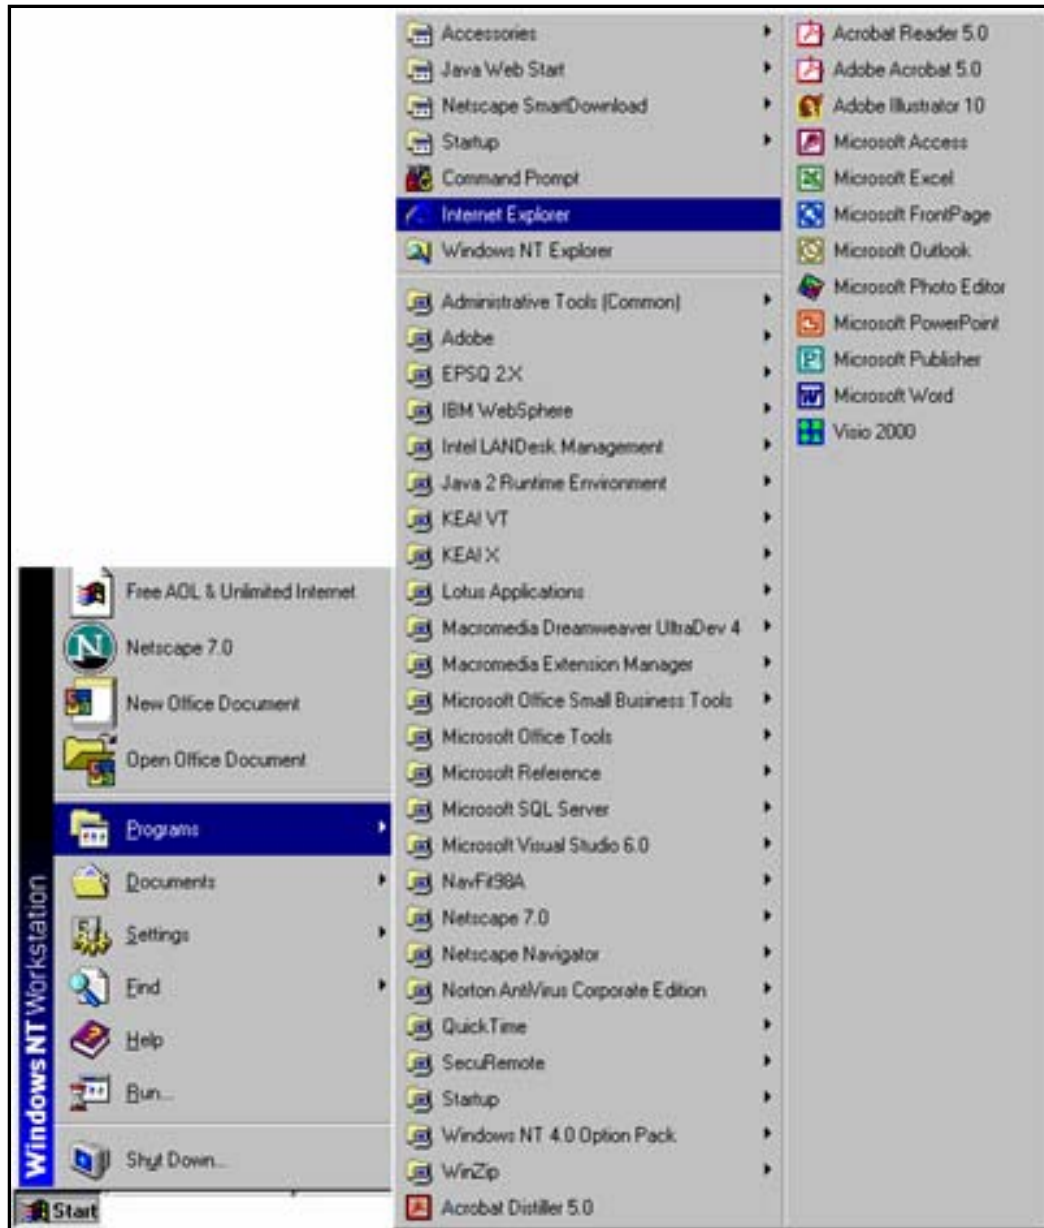 Accessories
Java Web Start
Netscape SmartDownload
Startup
Command Prompt
Internet Explorer
Windows NT Explorer
Administrative Tools (Common)
Adobe
EPSQ 2X
IBM WebSphere
Intel LANDesk Management
Java 2 Runtime Environment
KEA! VT
KEA! X
Lotus Applications
Macromedia Dreamweaver UltraDev 4
Macromedia Extension Manager
Microsoft Office Small Business Tools
Microsoft Office Tools
Microsoft Reference
Microsoft SQL Server
Microsoft Visual Studio 6.0
NavFit98A
Netscape 7.0
Netscape Navigator
Norton AntiVirus Corporate Edition
QuickTime
SecuRemote
Startup
Windows NT 4.0 Option Pack
WinZip
Acrobat Distiller 5.0
Acrobat Reader 5.0
Adobe Acrobat 5.0
Adobe Illustrator 10
Microsoft Access
Microsoft Excel
Microsoft FrontPage
Microsoft Outlook
Microsoft Photo Editor
Microsoft PowerPoint
Microsoft Publisher
Microsoft Word
Visio 2000
Free AOL & Unlimited Internet
Netscape 7.0
New Office Document
Open Office Document
Programs
Documents
Settings
Find
Help
Run...
Shut Down...
Windows NT Workstation
Start